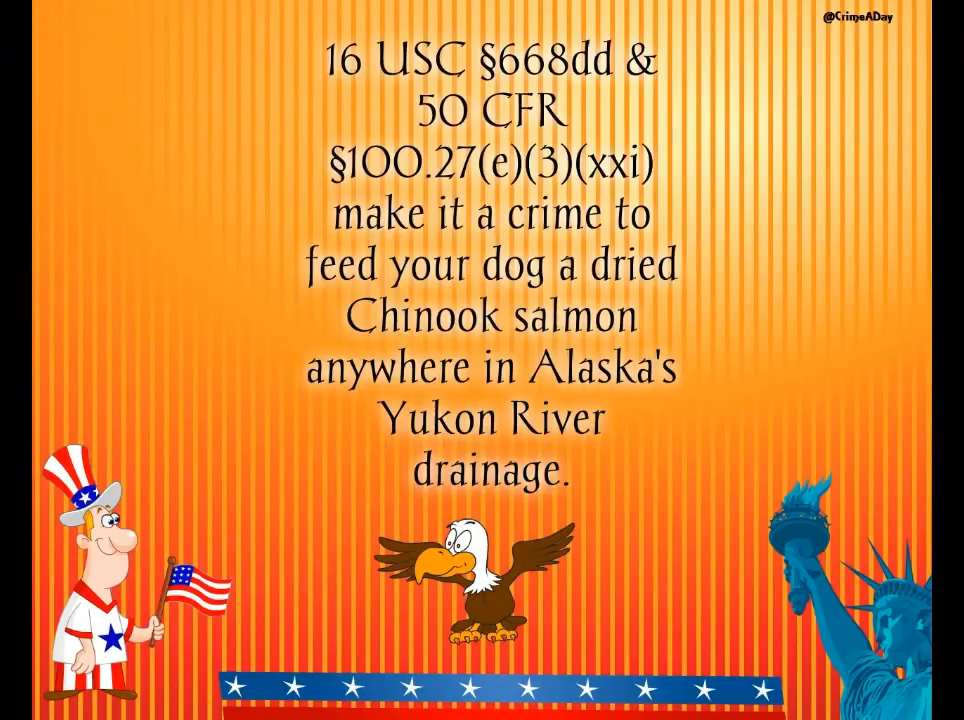 @CrimeADay
16 USC §668dd &
50 CFR
§100.27(e)(3)(xxi)
make it a crime to
feed your dog a dried
Chinook salmon
anywhere in Alaska's
Yukon River
drainage.